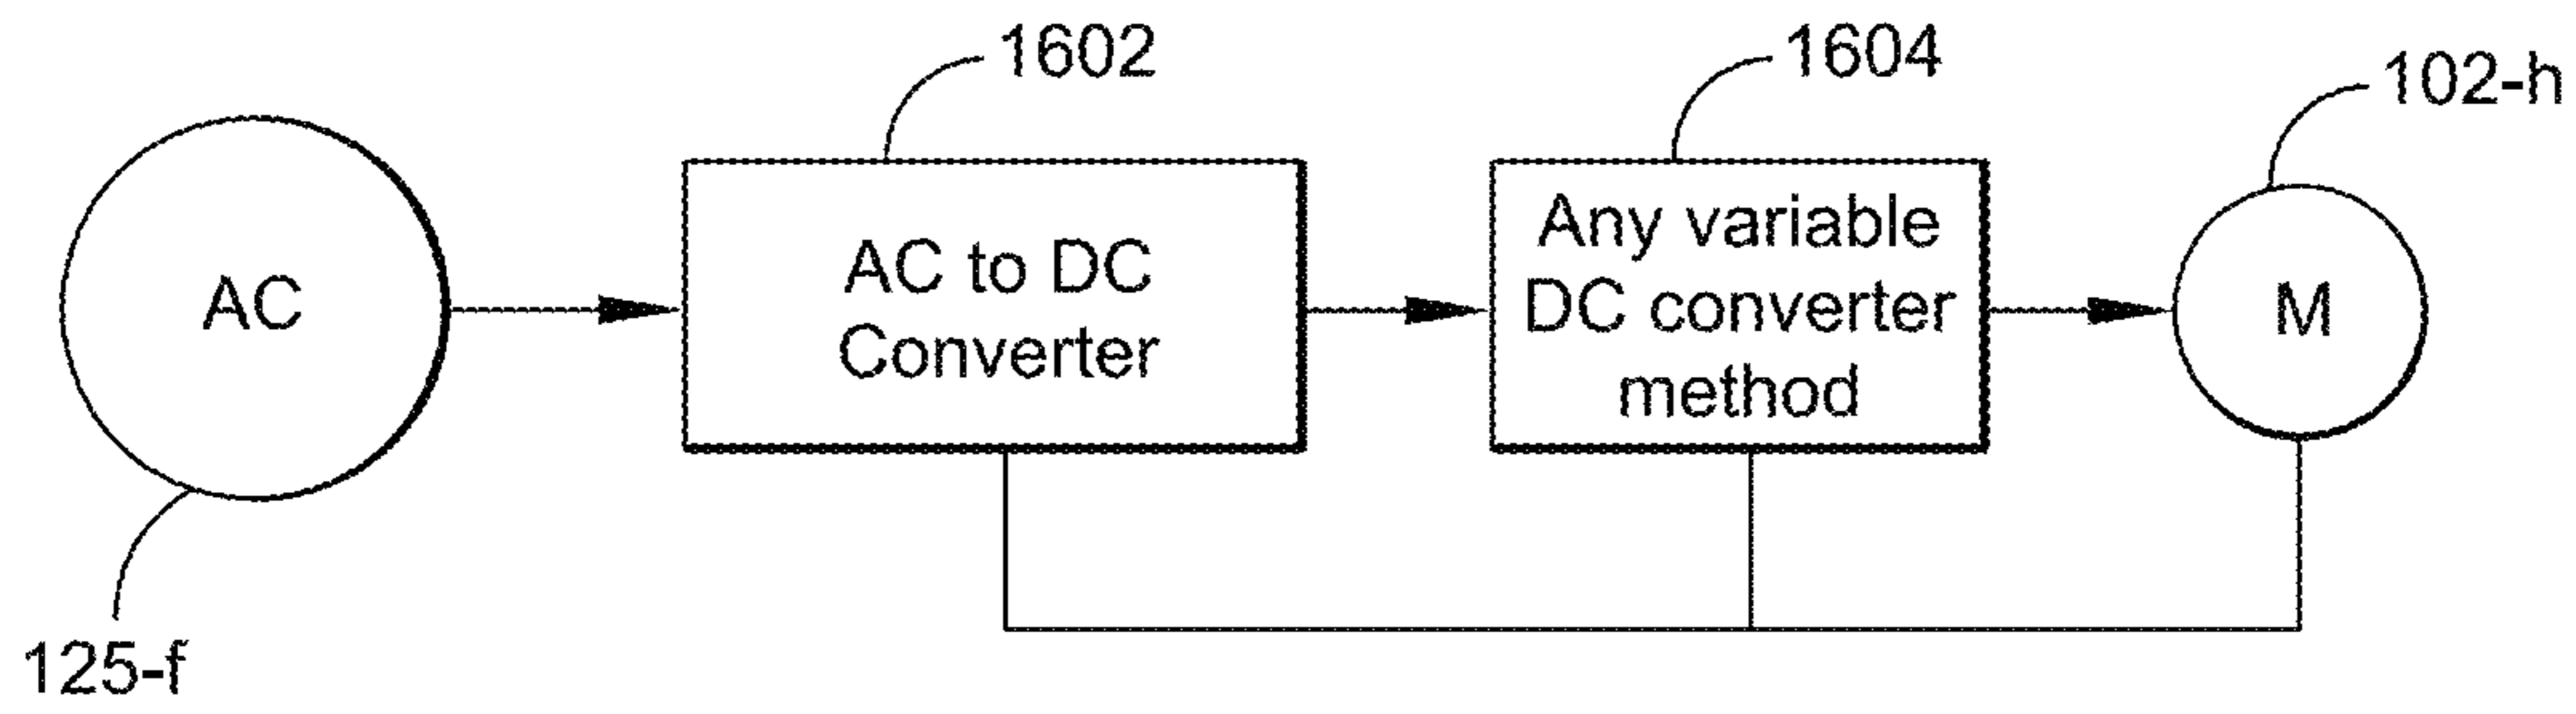 1602
1604
102-h
AC
AC to DC
Converter
Any variable
DC converter
method
M
125-f